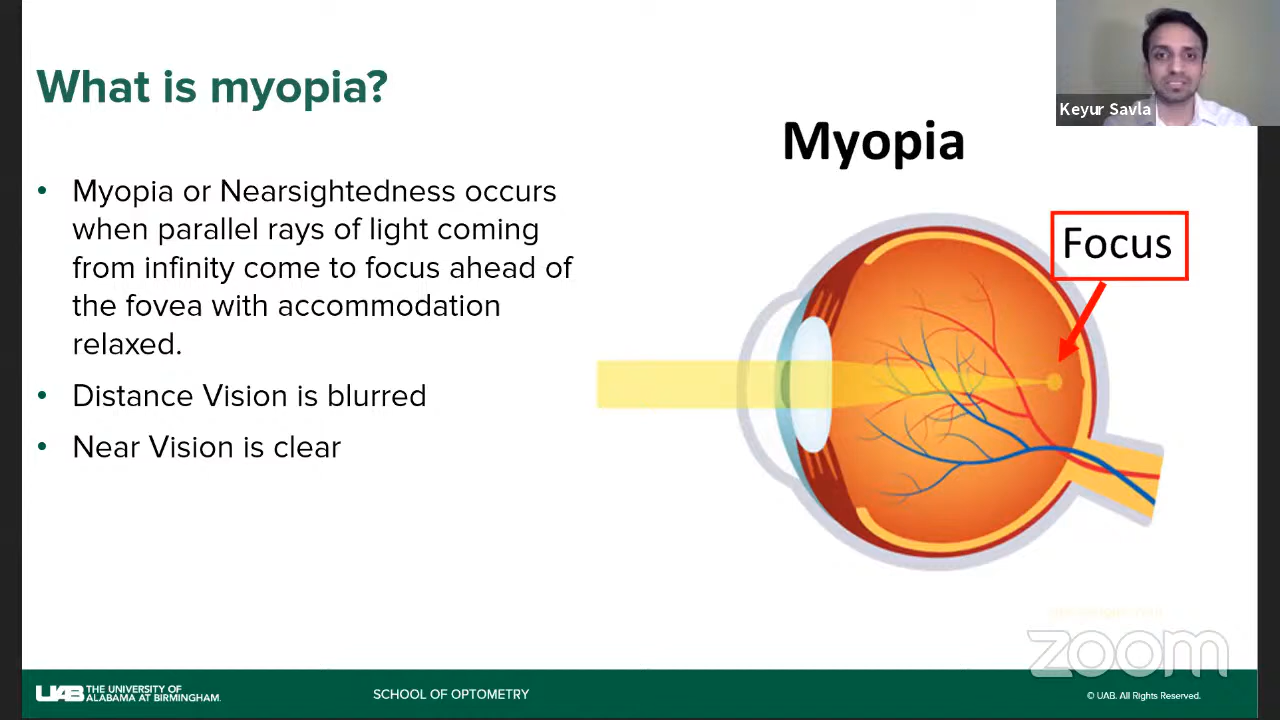 What is myopia?
• Myopia or Nearsightedness occurs
when parallel rays of light coming
from infinity come to focus ahead of
the fovea with accommodation
relaxed.
• Distance Vision is blurred
• Near Vision is clear
Keyur Savla
Myopia
Focus
zoom
UAB THE UNIVERSITY OF
ALABAMA AT BIRMINGHAM.
SCHOOL OF OPTOMETRY
© UAB. All Rights Reserved.